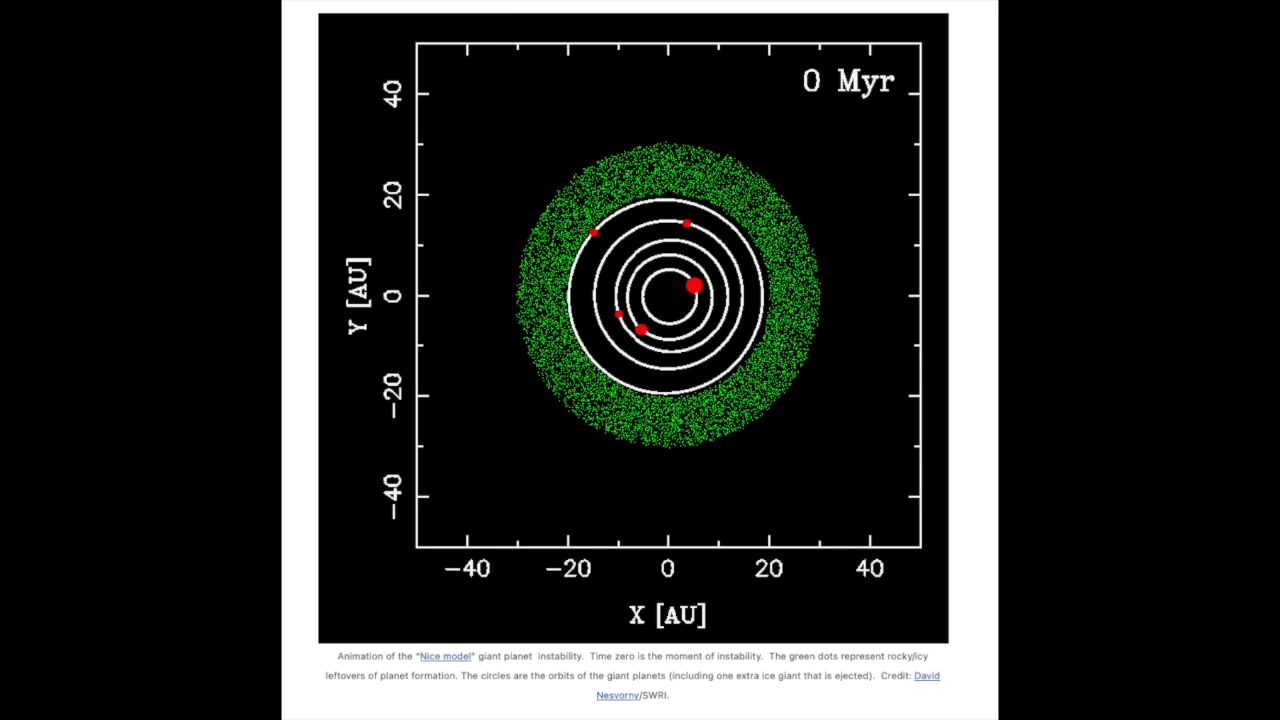 0 Myr
40
20
0
−20
−40
Y [AU]
−40 −20 0 20 40
X [AU]
Animation of the “Nice model” giant planet instability. Time zero is the moment of instability. The green dots represent rocky/icy
leftovers of planet formation. The circles are the orbits of the giant planets (including one extra ice giant that is ejected). Credit: David
Nesvorny/SWRI.